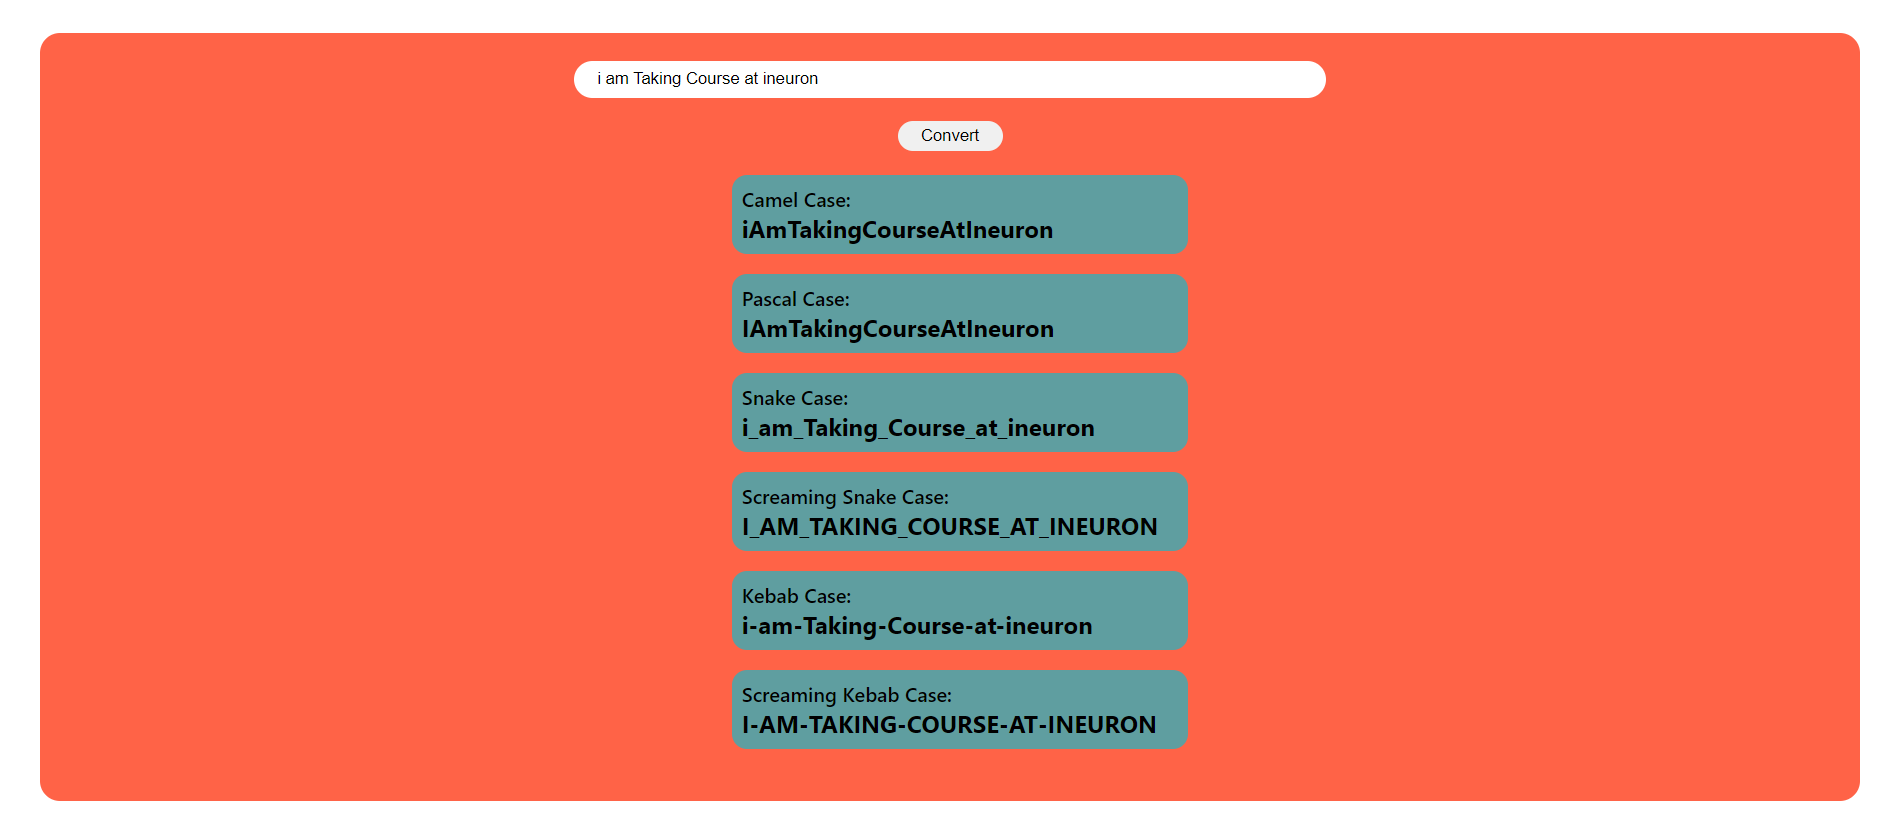 i am Taking Course at ineuron
Convert
Camel Case:
iAmTakingCourseAtIneuron
Pascal Case:
IAmTakingCourseAtIneuron
Snake Case:
i_am_Taking_Course_at_ineuron
Screaming Snake Case:
I_AM_TAKING_COURSE_AT_INEURON
Kebab Case:
i-am-Taking-Course-at-ineuron
Screaming Kebab Case:
I-AM-TAKING-COURSE-AT-INEURON